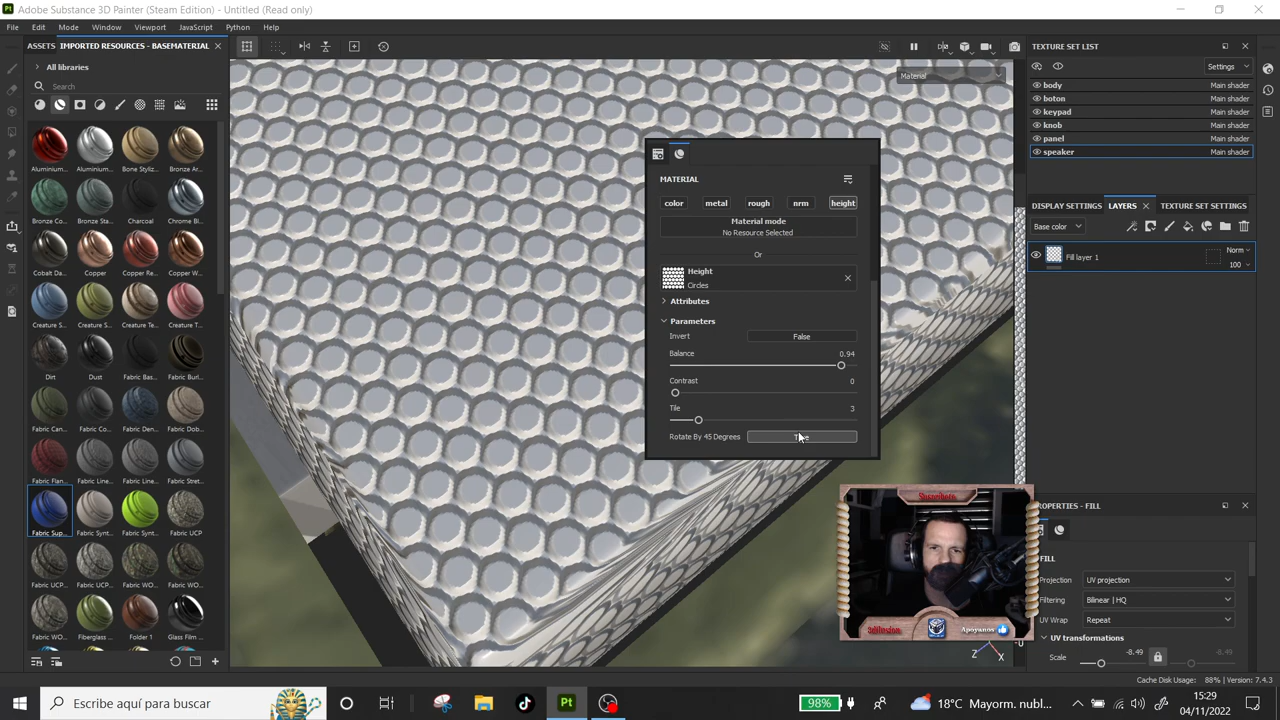 Adobe Substance 3D Painter (Steam Edition) - Untitled (Read only)
File Edit Mode Window Viewport JavaScript Python Help
ASSETS IMPORTED RESOURCES - BASEMATERIAL
All libraries
Search
Aluminium... Aluminium... Bone Styliz... Bronze Ar...
Bronze Co... Bronze Sta... Charcoal Chrome Bl...
Cobalt Da... Copper Copper Re... Copper W...
Creature S... Creature S... Creature Te... Creature T...
Dirt Dust Fabric Bas... Fabric Burl...
Fabric Can... Fabric Co... Fabric Den... Fabric Dob...
Fabric Flan... Fabric Line... Fabric Line... Fabric Stret...
Fabric Sup... Fabric Synt... Fabric Synt... Fabric UCP
Fabric UCP... Fabric UCP... Fabric WO... Fabric WO...
Fabric WO... Fiberglass ... Folder 1 Glass Film ...
Material
MATERIAL
color metal rough nrm height
Material mode
No Resource Selected
Or
Height
Circles
Attributes
Parameters
Invert False
Balance 0.94
Contrast 0
Tile 3
Rotate By 45 Degrees
TEXTURE SET LIST
Settings
body Main shader
boton Main shader
keypad Main shader
knob Main shader
panel Main shader
speaker Main shader
DISPLAY SETTINGS LAYERS TEXTURE SET SETTINGS
Base color
Fill layer 1 Norm
100
PROPERTIES - FILL
FILL
Projection UV projection
Filtering Bilinear | HQ
UV Wrap Repeat
UV transformations
Scale -8.49 -8.49
Z X
Apoyanos
Cache Disk Usage: 88% | Version: 7.4.3
Escribe aquí para buscar
Pt
98%
18°C Mayorm. nubl...
15:29
04/11/2022